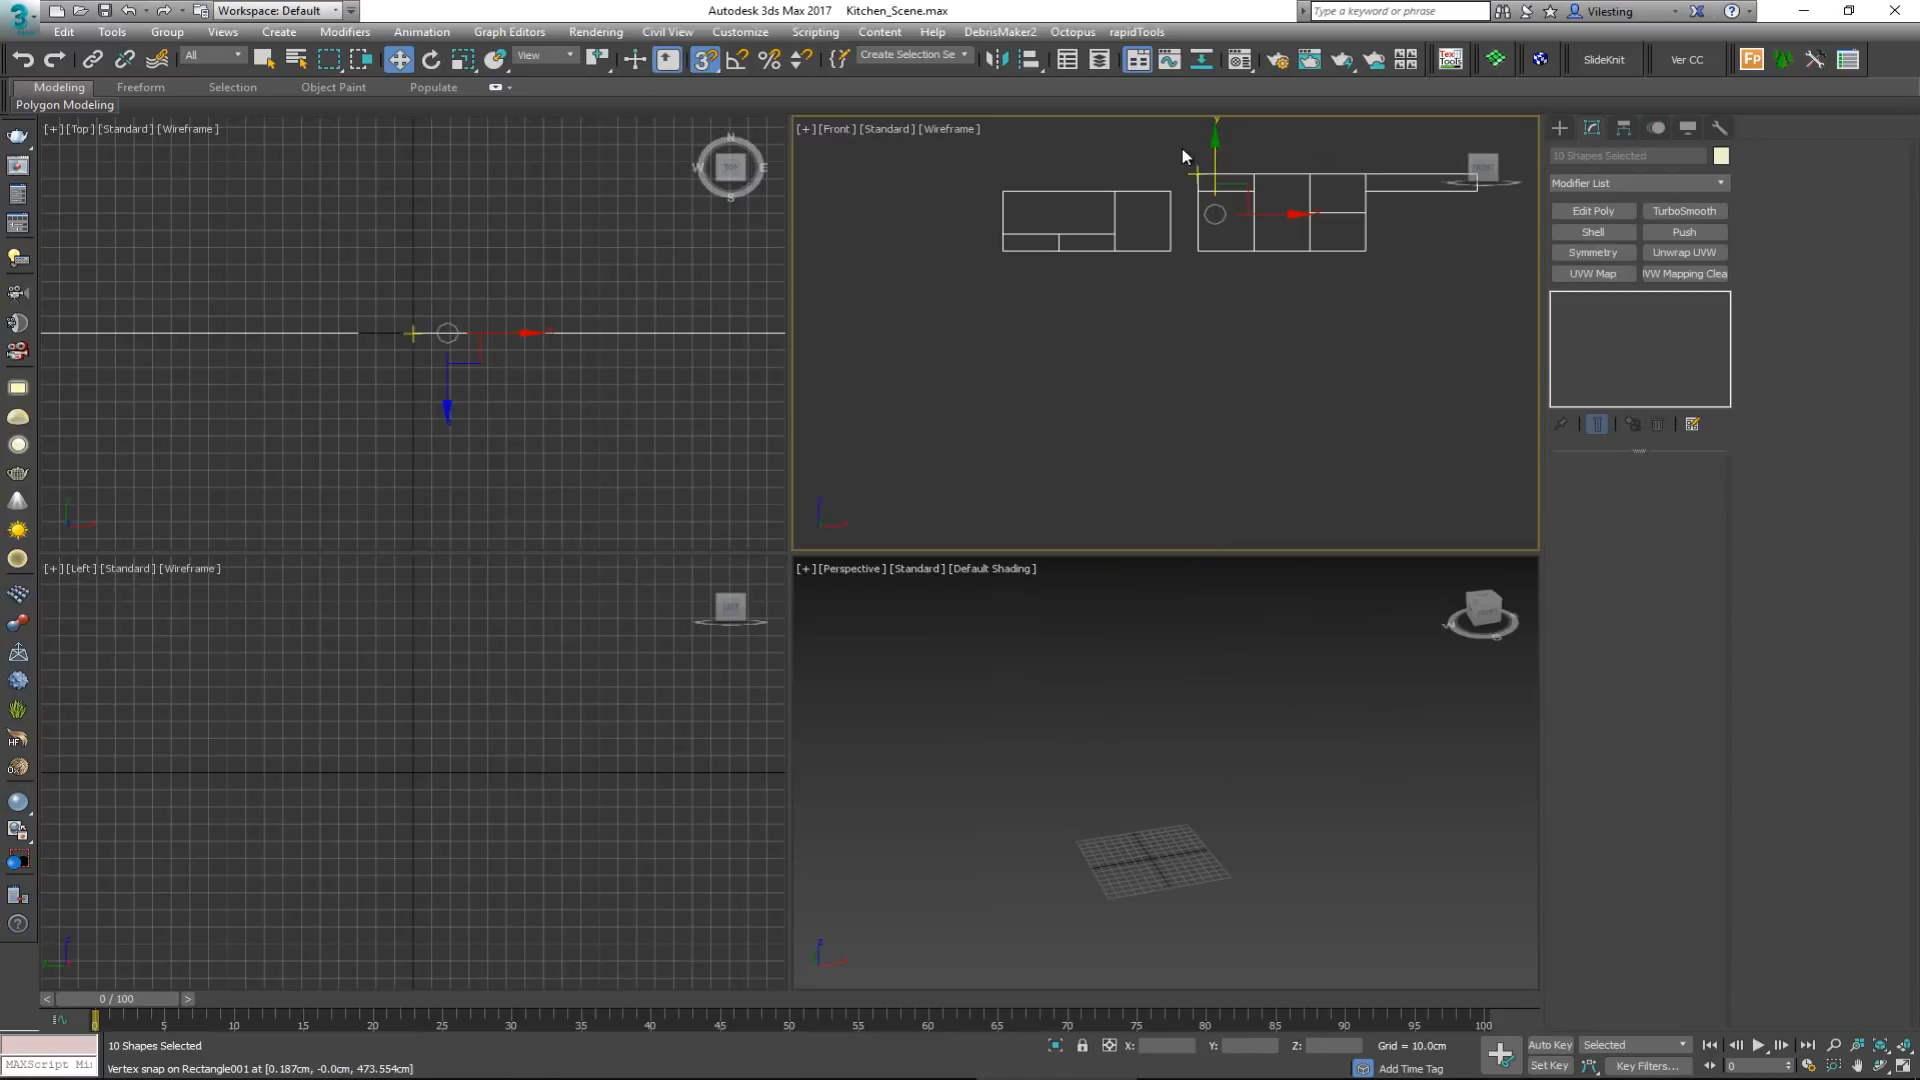 Workspace: Default
Autodesk 3ds Max 2017    Kitchen_Scene.max
Type a keyword or phrase
Vilesting
Edit Tools Group Views Create Modifiers Animation Graph Editors Rendering Civil View Customize Scripting Content Help DebrisMaker2 Octopus rapidTools
All
View
Create Selection Se
SlideKnit
Ver CC
Modeling Freeform Selection Object Paint Populate
Polygon Modeling
[+][Top][Standard][Wireframe]
TOP
N
W
E
S
[+][Front][Standard][Wireframe]
FRONT
y
10 Shapes Selected
Modifier List
Edit Poly TurboSmooth
Shell Push
Symmetry Unwrap UVW
UVW Map VW Mapping Clea
[+][Left][Standard][Wireframe]
LEFT
[+][Perspective][Standard][Default Shading]
FRONT
0 / 100
0 5 10 15 20 25 30 35 40 45 50 55 60 65 70 75 80 85 90 95 100
10 Shapes Selected
X: Y: Z: Grid = 10.0cm
Auto Key Selected
MAXScript Mi
Vertex snap on Rectangle001 at [0.187cm, -0.0cm, 473.554cm]
Add Time Tag
Set Key Key Filters...
0